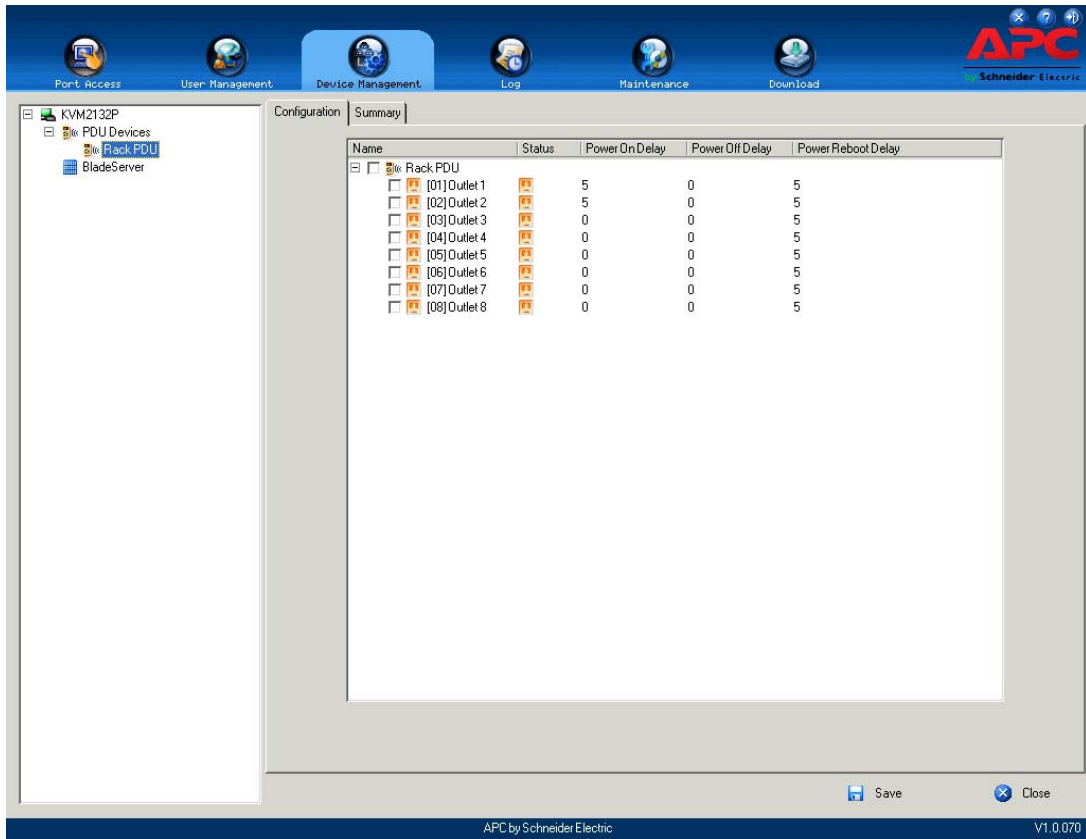 APC
by Schneider Electric
Port Access User Management Device Management Log Maintenance Download
KVM2132P
PDU Devices
Rack PDU
BladeServer
Configuration Summary
Name Status Power On Delay Power Off Delay Power Reboot Delay
Rack PDU
[01] Outlet 1 5 0 5
[02] Outlet 2 5 0 5
[03] Outlet 3 0 0 5
[04] Outlet 4 0 0 5
[05] Outlet 5 0 0 5
[06] Outlet 6 0 0 5
[07] Outlet 7 0 0 5
[08] Outlet 8 0 0 5
Save Close
APC by Schneider Electric V1.0.070